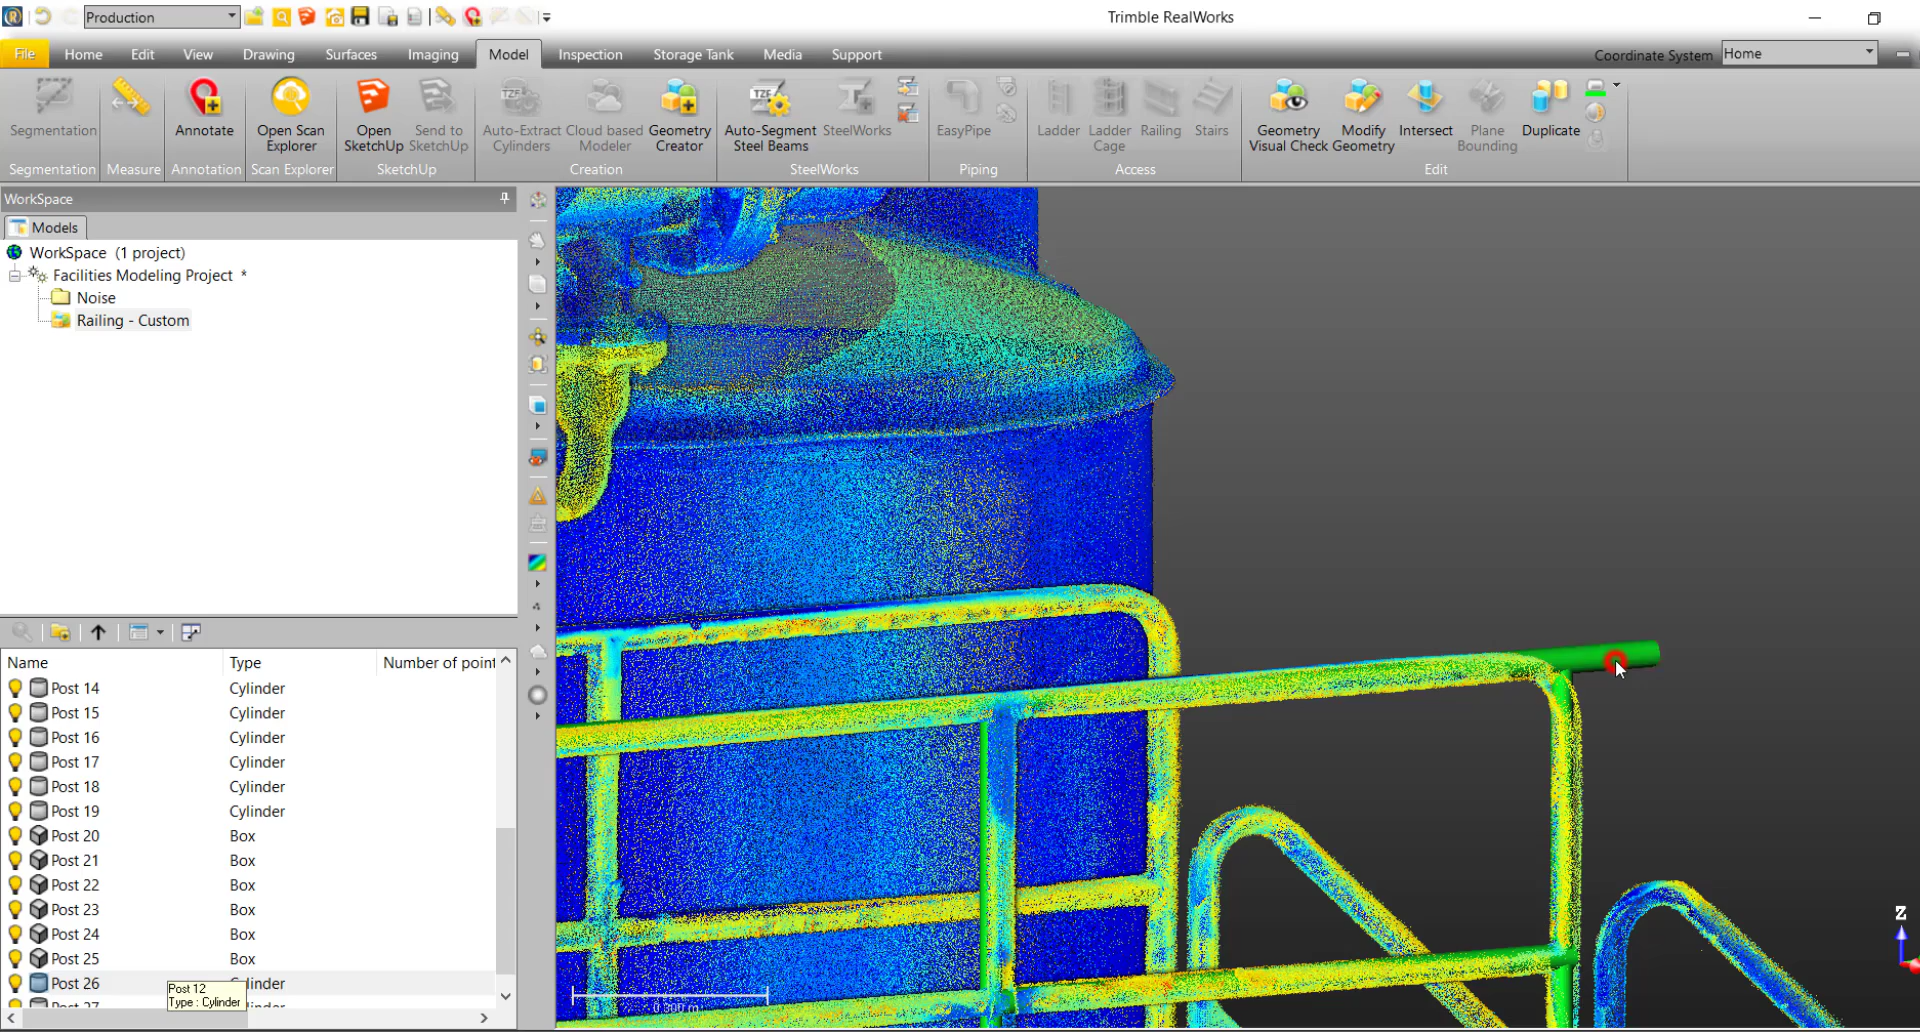 Production
Trimble RealWorks
File
Home
Edit
View
Drawing
Surfaces
Imaging
Model
Inspection
Storage Tank
Media
Support
Coordinate System
Home
Segmentation
Annotate
Open Scan
Explorer
Open
SketchUp
Send to
SketchUp
Auto-Extract
Cylinders
Cloud based
Modeler
Geometry
Creator
TZF
Auto-Segment
Steel Beams
SteelWorks
EasyPipe
Ladder
Ladder
Cage
Railing
Stairs
Geometry
Visual Check
Modify
Geometry
Intersect
Plane
Bounding
Duplicate
Segmentation
Measure
Annotation
Scan Explorer
SketchUp
Creation
SteelWorks
Piping
Access
Edit
WorkSpace
Models
WorkSpace (1 project)
Facilities Modeling Project *
Noise
Railing - Custom
Name
Type
Number of point
Post 14
Cylinder
Post 15
Cylinder
Post 16
Cylinder
Post 17
Cylinder
Post 18
Cylinder
Post 19
Cylinder
Post 20
Box
Post 21
Box
Post 22
Box
Post 23
Box
Post 24
Box
Post 25
Box
Post 26
linder
Post 12
Type : Cylinder
Z